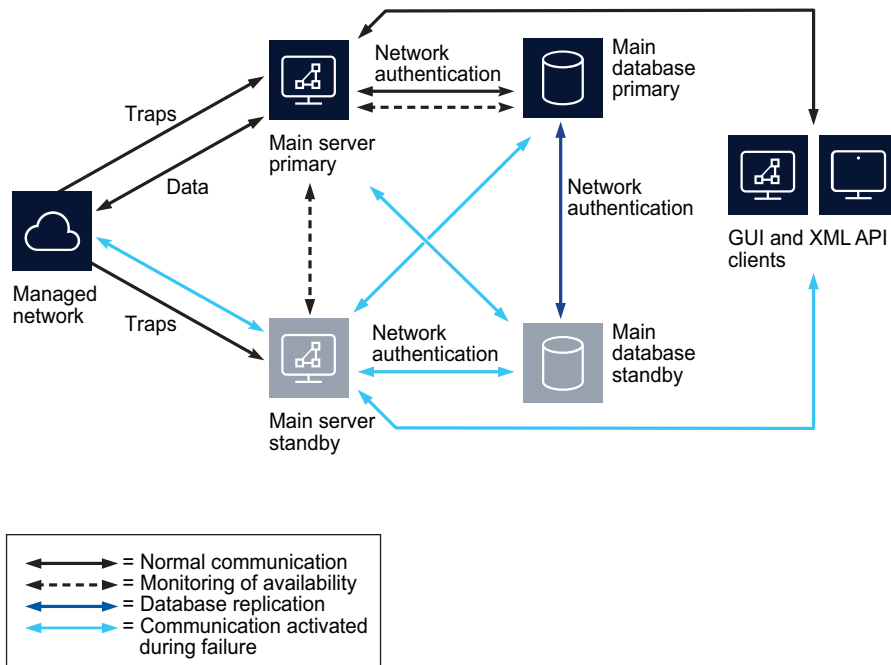 Network
authentication
Main
database
primary
Traps
Main server
primary
Data
Network
authentication
GUI and XML API
clients
Managed
network
Traps
Network
authentication
Main
database
standby
Main server
standby
= Normal communication
= Monitoring of availability
= Database replication
= Communication activated
during failure